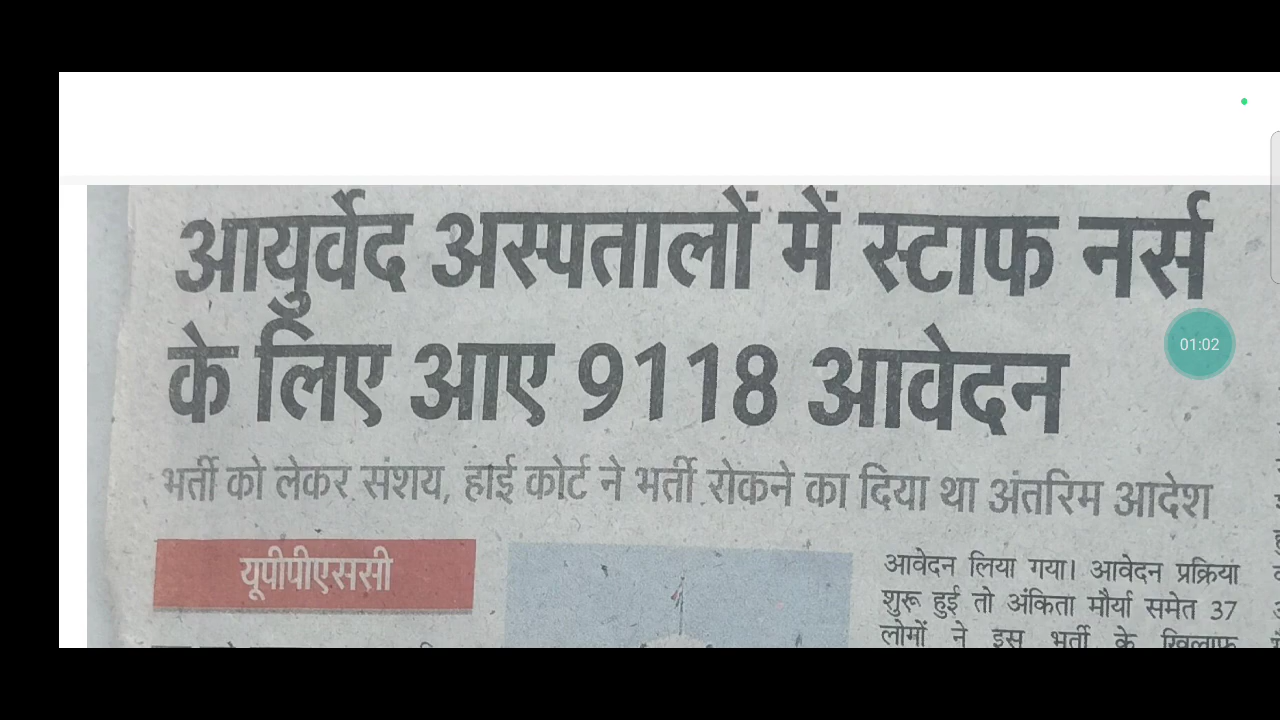 आयुर्वेद अस्पतालों में स्टाफ नर्स
के लिए आए 9118 आवेदन
01:02
भर्ती को लेकर संशय, हाई कोर्ट ने भर्ती रोकने का दिया था अंतरिम आदेश
यूपीपीएससी
आवेदन लिया गया। आवेदन प्रक्रिया
शुरू हुई तो अंकिता मौर्या समेत 37
लोगों ने इस भर्ती के खिलाफ